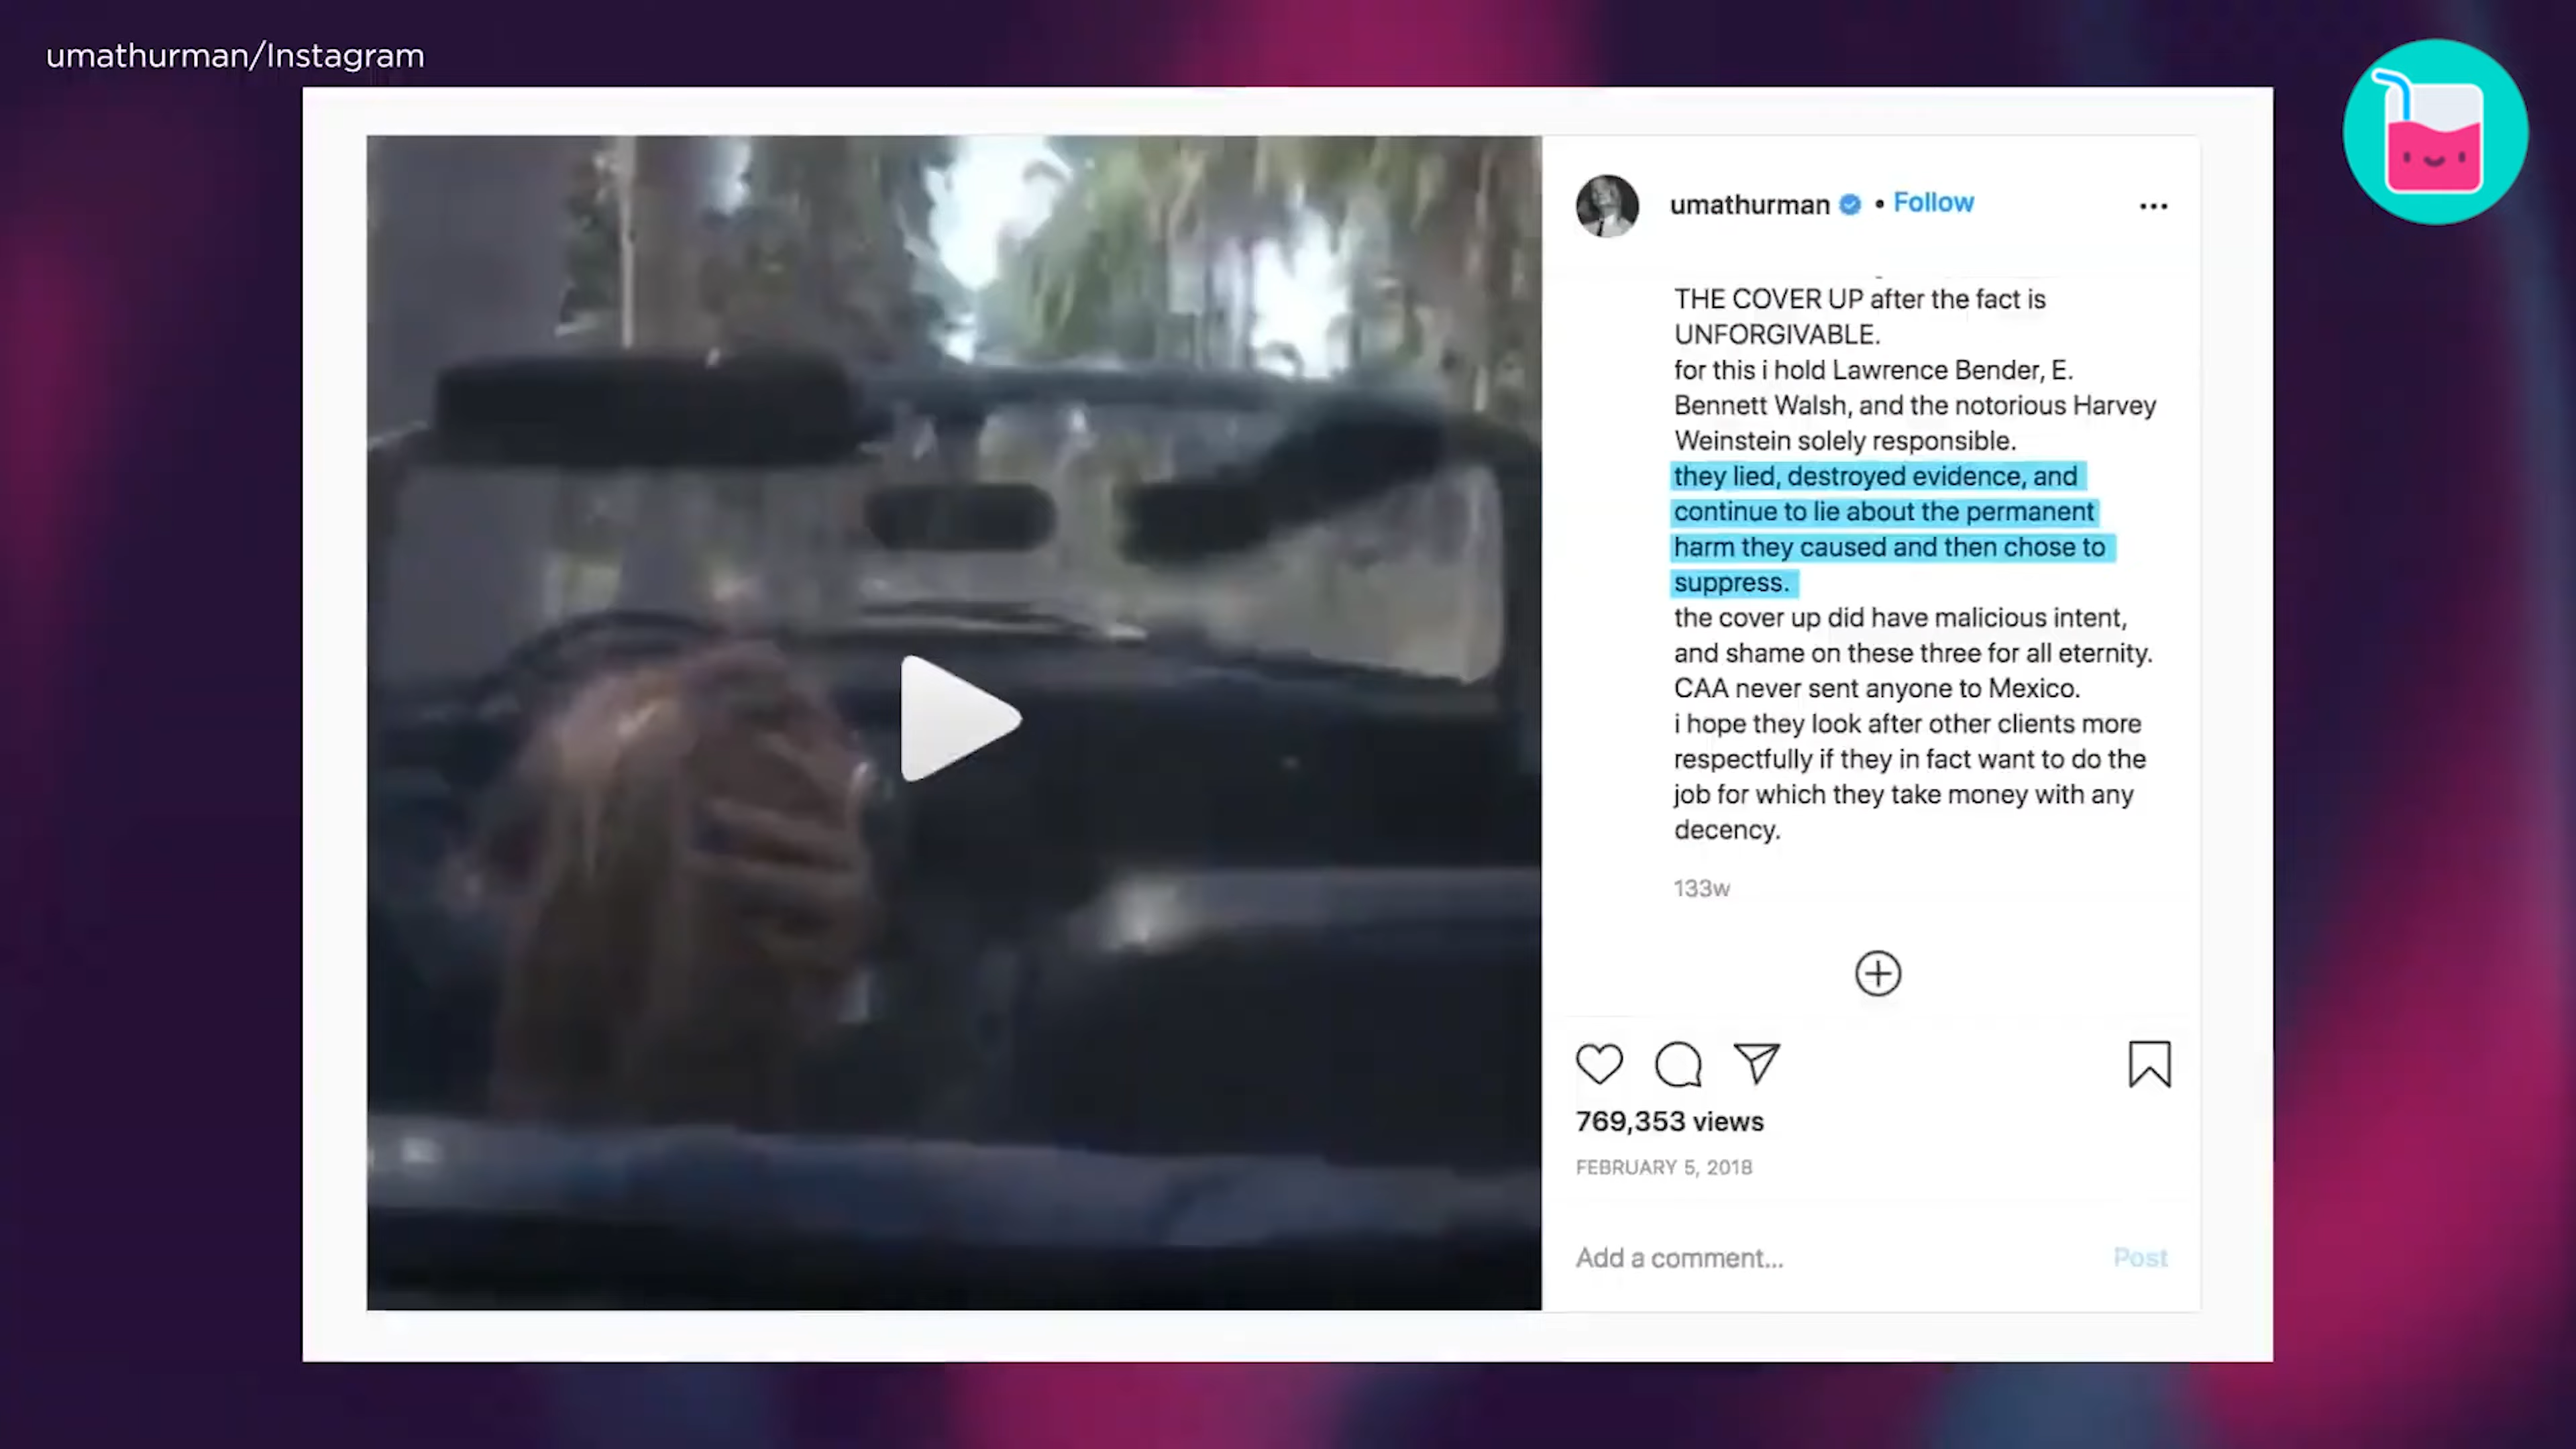 umathurman/Instagram
umathurman • Follow
THE COVER UP after the fact is
UNFORGIVABLE.
for this i hold Lawrence Bender, E.
Bennett Walsh, and the notorious Harvey
Weinstein solely responsible.
they lied, destroyed evidence, and
continue to lie about the permanent
harm they caused and then chose to
suppress.
the cover up did have malicious intent,
and shame on these three for all eternity.
CAA never sent anyone to Mexico.
i hope they look after other clients more
respectfully if they in fact want to do the
job for which they take money with any
decency.
133w
769,353 views
FEBRUARY 5, 2018
Add a comment... Post